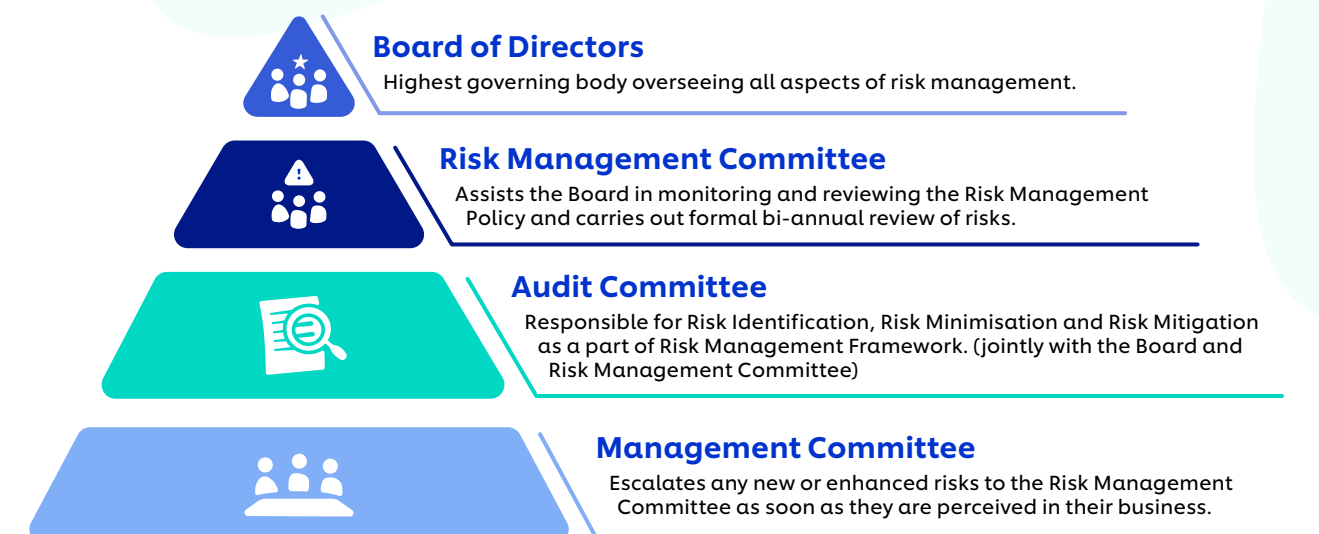 Board of Directors
Highest governing body overseeing all aspects of risk management.
Risk Management Committee
Assists the Board in monitoring and reviewing the Risk Management
Policy and carries out formal bi-annual review of risks.
Audit Committee
Responsible for Risk Identification, Risk Minimisation and Risk Mitigation
as a part of Risk Management Framework. (jointly with the Board and
Risk Management Committee)
Management Committee
Escalates any new or enhanced risks to the Risk Management
Committee as soon as they are perceived in their business.